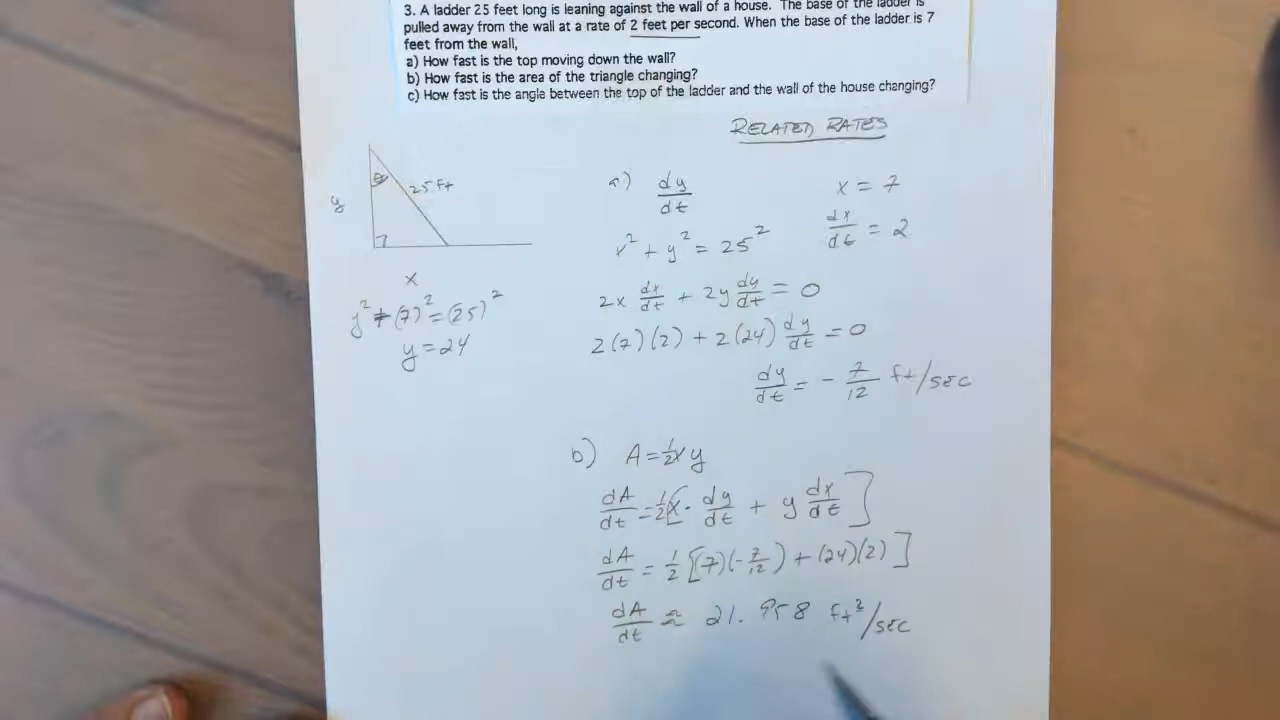 3. A ladder 25 feet long is leaning against the wall of a house. The base of the ladder is
pulled away from the wall at a rate of 2 feet per second. When the base of the ladder is 7
feet from the wall,
a) How fast is the top moving down the wall?
b) How fast is the area of the triangle changing?
c) How fast is the angle between the top of the ladder and the wall of the house changing?
RELATED RATES
θ
25 ft
y
x
y² + (7)² = (25)²
y = 24
a) dy/dt
x = 7
dx/dt = 2
x² + y² = 25²
2x dx/dt + 2y dy/dt = 0
2(7)(2) + 2(24) dy/dt = 0
dy/dt = - 7/12 ft/sec
b) A = ½xy
dA/dt = ½[x · dy/dt + y dx/dt]
dA/dt = ½[(7)(-7/12) + (24)(2)]
dA/dt ≈ 21.958 ft²/sec